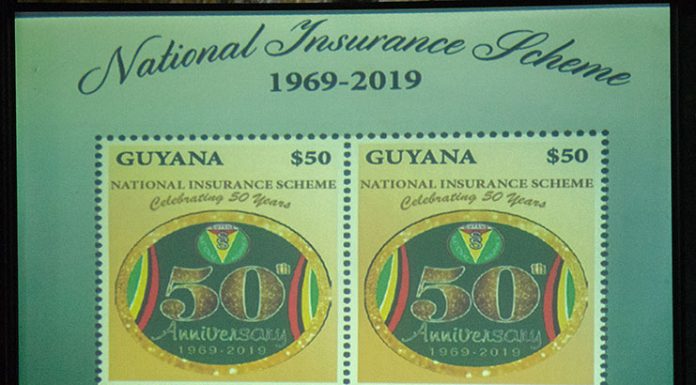 National Insurance Scheme
1969-2019
GUYANA $50
NATIONAL INSURANCE SCHEME
Celebrating 50 Years
50th
Anniversary
1969-2019
GUYANA $50
NATIONAL INSURANCE SCHEME
Celebrating 50 Years
50th
Anniversary
1969-2019